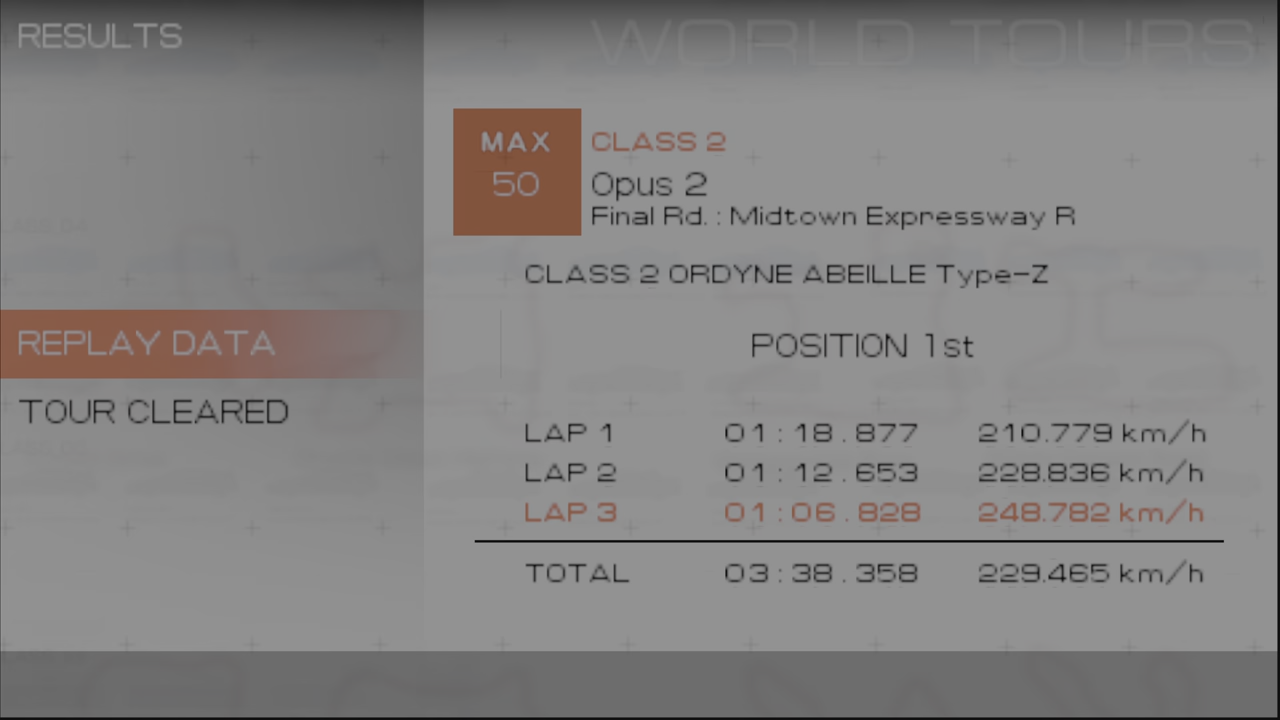 RESULTS
WORLD TOURS
MAX
50
CLASS 2
Opus 2
Final Rd. : Midtown Expressway R
CLASS 2 ORDYNE ABEILLE Type-Z
REPLAY DATA
TOUR CLEARED
POSITION 1st
LAP 1 01:18.877 210.779 km/h
LAP 2 01:12.653 228.836 km/h
LAP 3 01:06.828 248.782 km/h
TOTAL 03:38.358 229.465 km/h